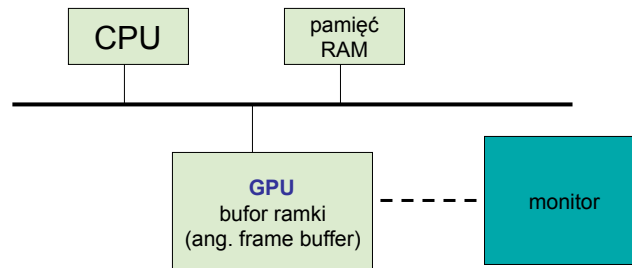 CPU
pamięć
RAM
GPU
bufor ramki
(ang. frame buffer)
monitor